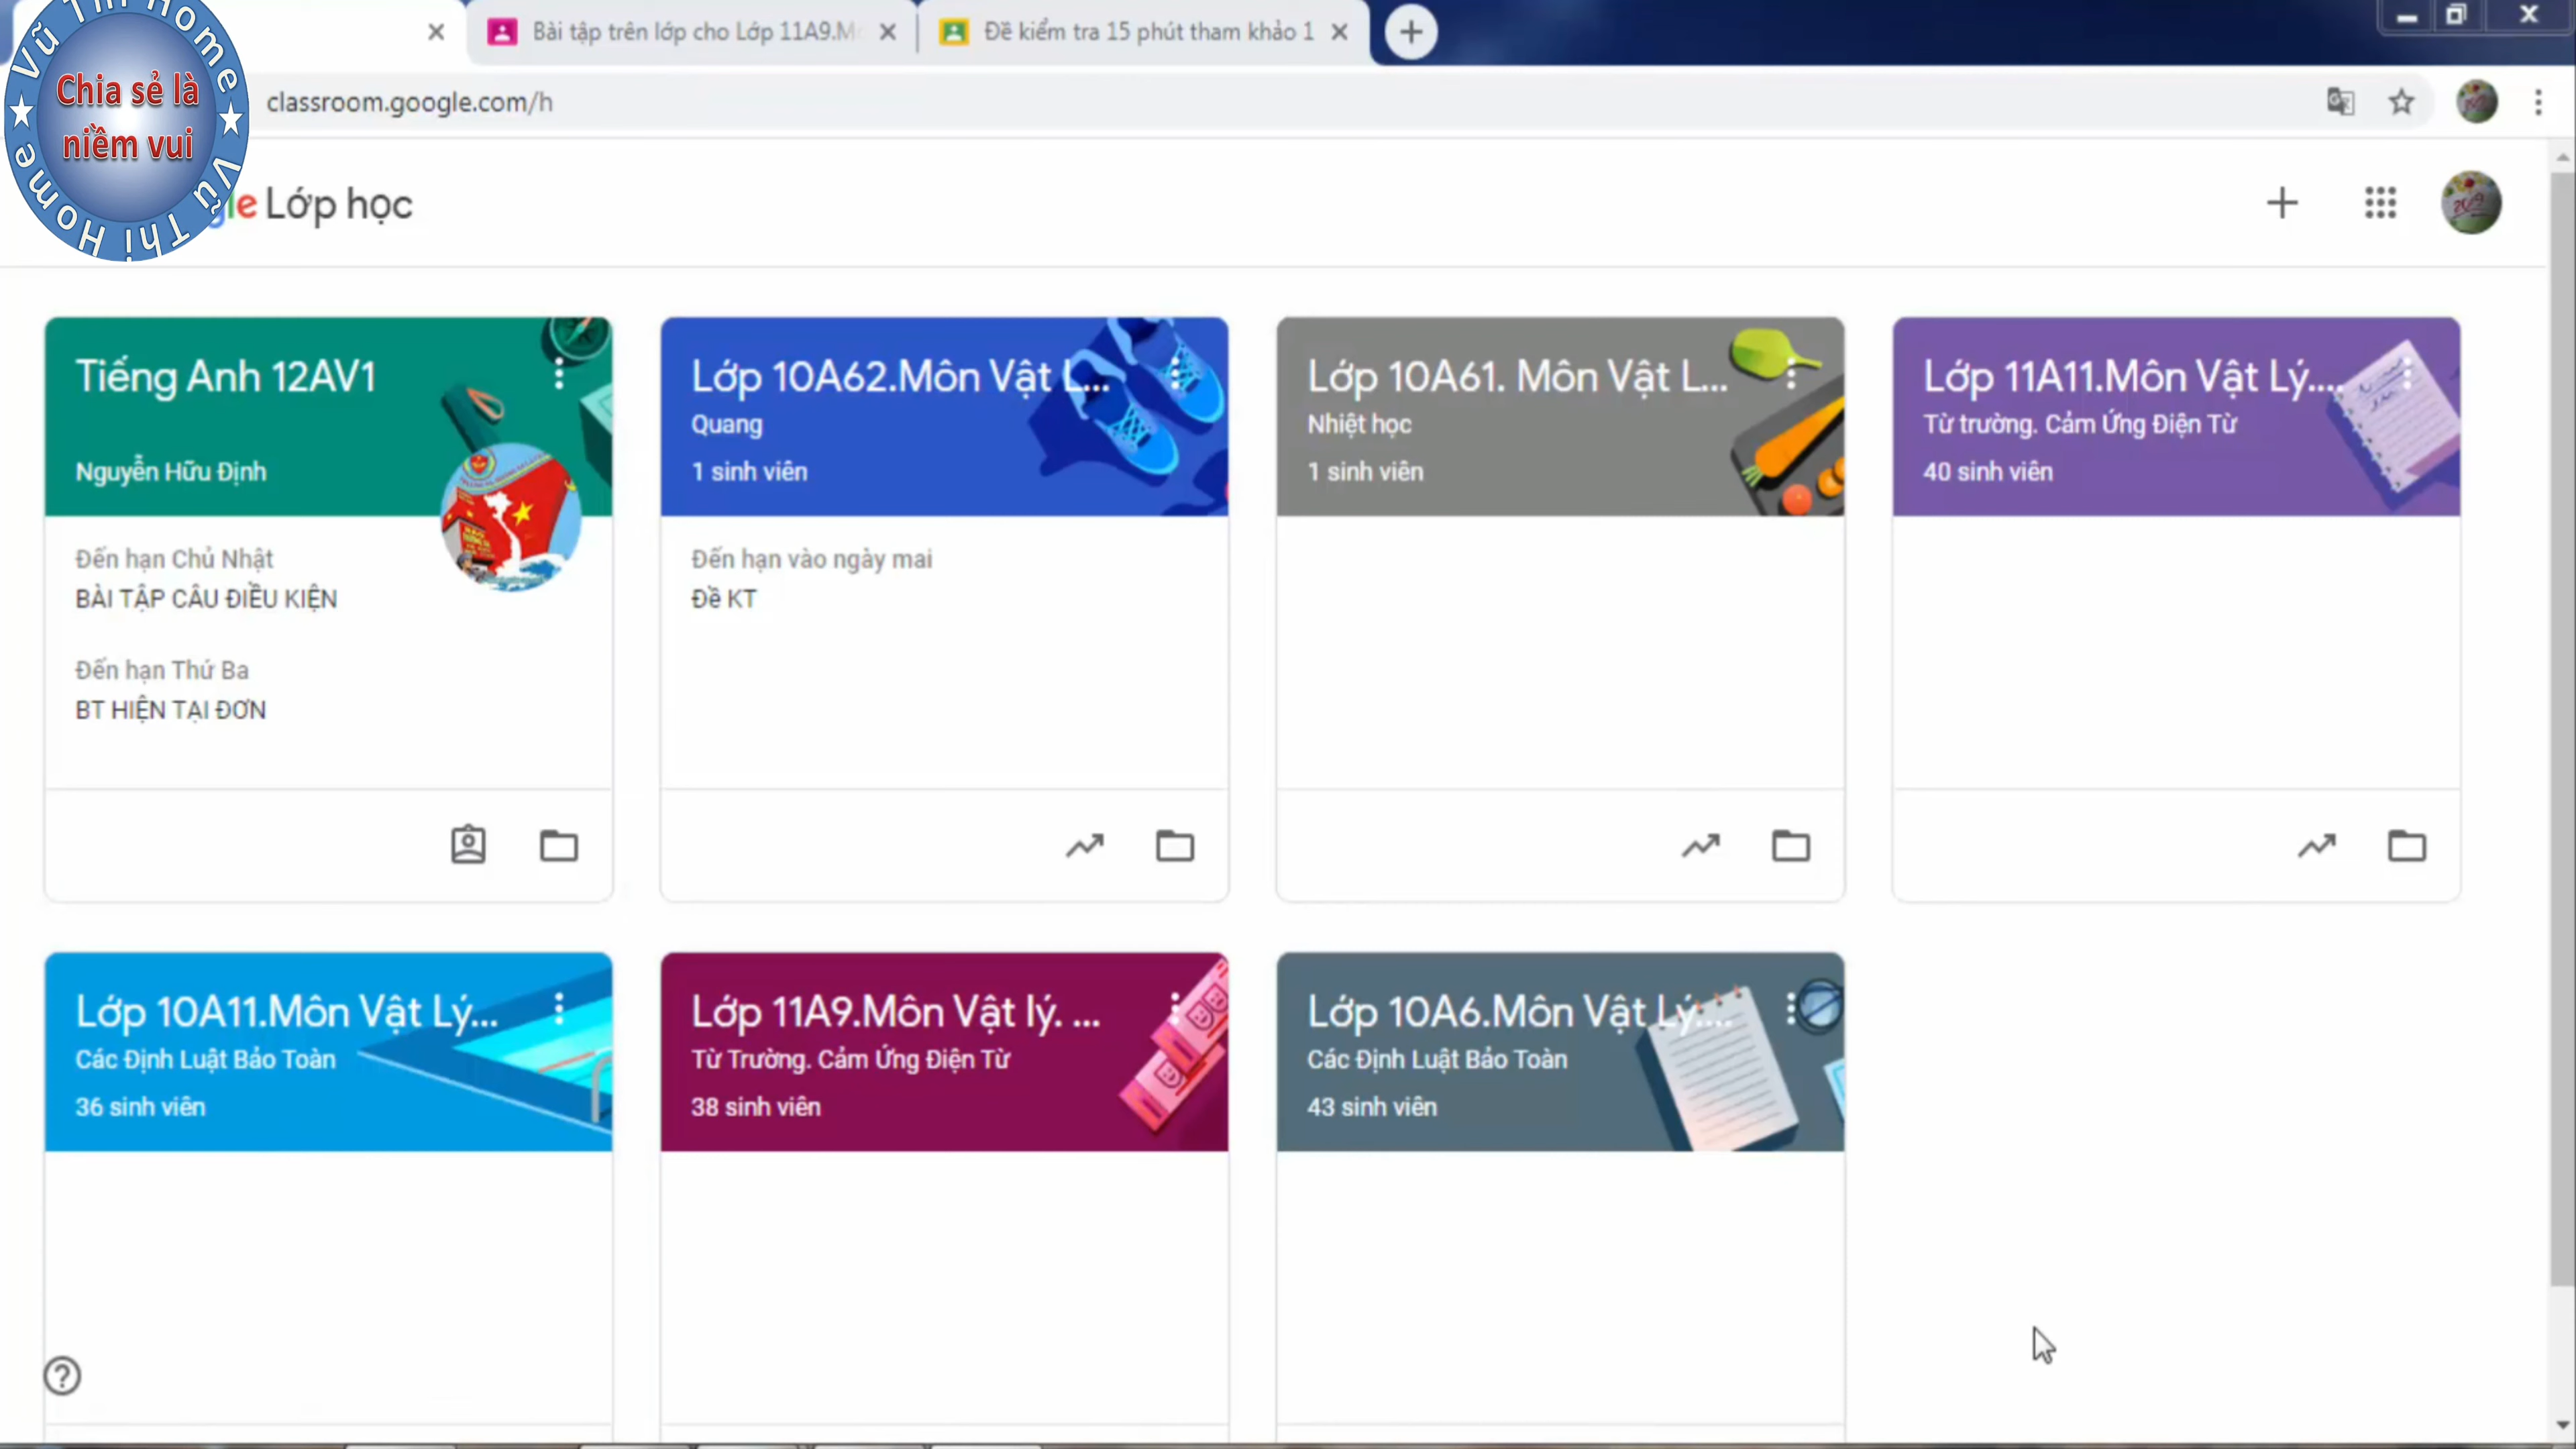 Vũ Thi Home
Chia sẻ là
niềm vui
Vũ Thi Home
Bài tập trên lớp cho Lớp 11A9.M
Đề kiểm tra 15 phút tham khảo 1
classroom.google.com/h
gle Lớp học
2019
Tiếng Anh 12AV1
Nguyễn Hữu Định
Đến hạn Chủ Nhật
BÀI TẬP CÂU ĐIỀU KIỆN
Đến hạn Thứ Ba
BT HIỆN TẠI ĐƠN
Lớp 10A62.Môn Vật L...
Quang
1 sinh viên
Đến hạn vào ngày mai
Đề KT
Lớp 10A61. Môn Vật L...
Nhiệt học
1 sinh viên
Lớp 11A11.Môn Vật Lý....
Từ trường. Cảm Ứng Điện Từ
40 sinh viên
Lớp 10A11.Môn Vật Lý...
Các Định Luật Bảo Toàn
36 sinh viên
Lớp 11A9.Môn Vật lý. ...
Từ Trường. Cảm Ứng Điện Từ
38 sinh viên
Lớp 10A6.Môn Vật Lý....
Các Định Luật Bảo Toàn
43 sinh viên